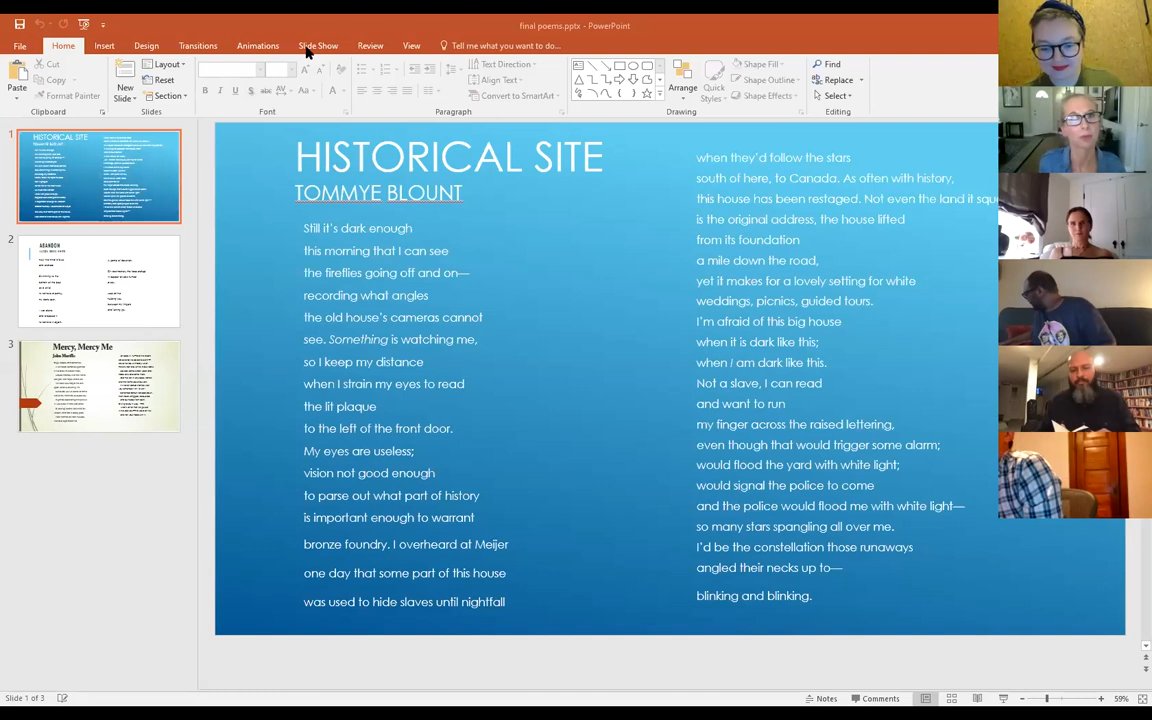 final poems.pptx - PowerPoint
File Home Insert Design Transitions Animations Slide Show Review View Tell me what you want to do...
Paste
Cut
Copy
Format Painter
Clipboard
New Slide
Layout
Reset
Section
Slides
Font
Text Direction
Align Text
Convert to SmartArt
Paragraph
Arrange
Quick Styles
Shape Fill
Shape Outline
Shape Effects
Drawing
Find
Replace
Select
Editing
1
HISTORICAL SITE
TOMMYE BLOUNT
2
ABANDON
3
Mercy, Mercy Me
HISTORICAL SITE
TOMMYE BLOUNT
Still it's dark enough
this morning that I can see
the fireflies going off and on—
recording what angles
the old house's cameras cannot
see. Something is watching me,
so I keep my distance
when I strain my eyes to read
the lit plaque
to the left of the front door.
My eyes are useless;
vision not good enough
to parse out what part of history
is important enough to warrant
bronze foundry. I overheard at Meijer
one day that some part of this house
was used to hide slaves until nightfall
when they'd follow the stars
south of here, to Canada. As often with history,
this house has been restaged. Not even the land it
is the original address, the house lifted
from its foundation
a mile down the road,
yet it makes for a lovely setting for white
weddings, picnics, guided tours.
I'm afraid of this big house
when it is dark like this;
when I am dark like this.
Not a slave, I can read
and want to run
my finger across the raised lettering,
even though that would trigger some alarm;
would flood the yard with white light;
would signal the police to come
and the police would flood me with white light—
so many stars spangling all over me.
I'd be the constellation those runaways
angled their necks up to—
blinking and blinking.
Slide 1 of 3
Notes Comments 59%